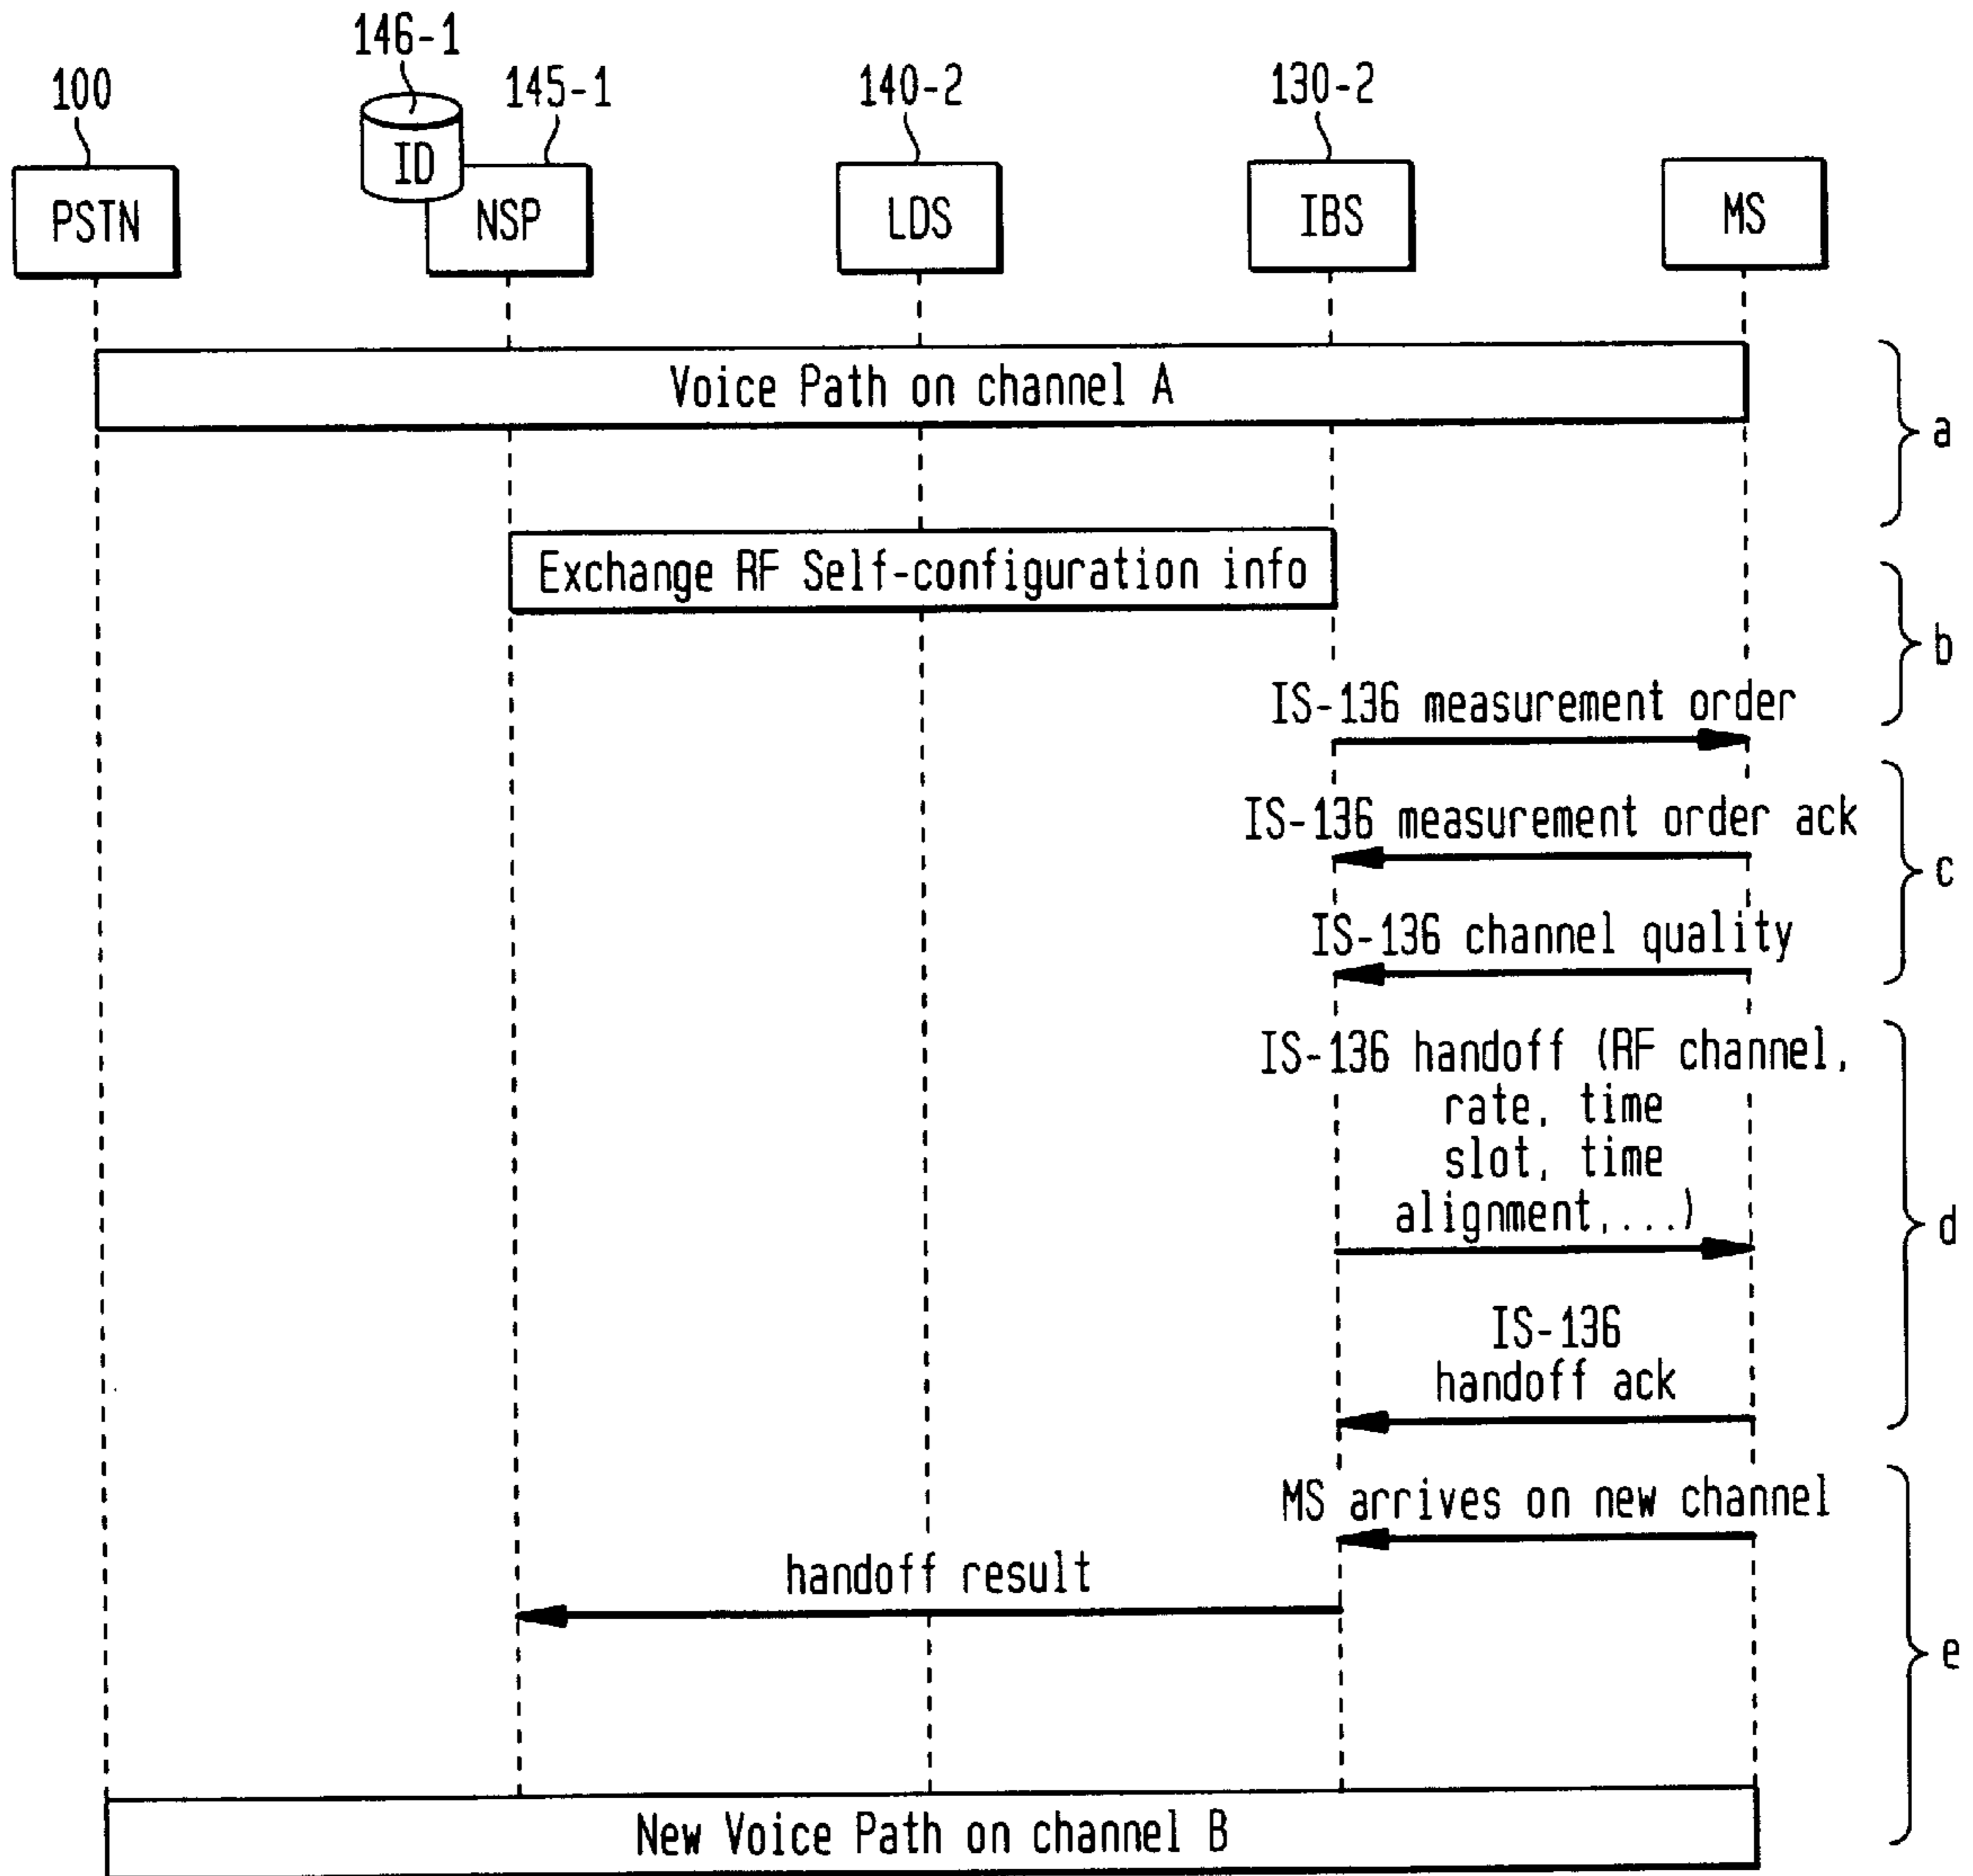 146-1
100
145-1
140-2
130-2
ID
PSTN
NSP
LDS
IBS
MS
Voice Path on channel A
a
Exchange RF Self-configuration info
b
IS-136 measurement order
IS-136 measurement order ack
c
IS-136 channel quality
IS-136 handoff (RF channel,
rate, time
slot, time
alignment,...)
d
IS-136
handoff ack
MS arrives on new channel
handoff result
e
New Voice Path on channel B